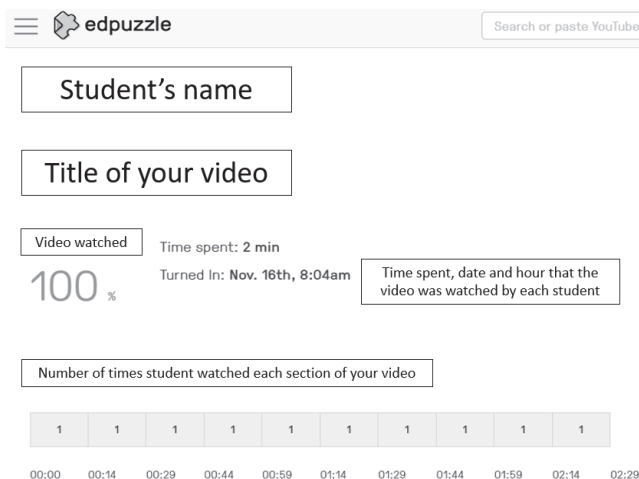 edpuzzle
Search or paste YouTube
Student's name
Title of your video
Video watched
Time spent: 2 min
100 %
Turned In: Nov. 16th, 8:04am
Time spent, date and hour that the
video was watched by each student
Number of times student watched each section of your video
1 1 1 1 1 1 1 1 1 1
00:00 00:14 00:29 00:44 00:59 01:14 01:29 01:44 01:59 02:14 02:29